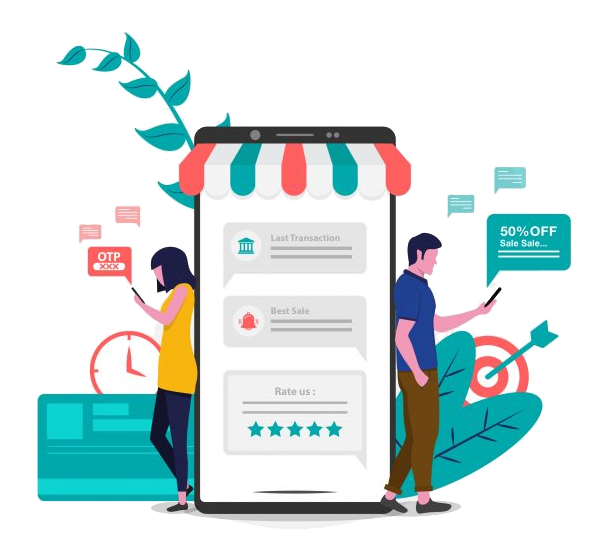 50%OFF
Sale Sale...
Last Transaction
OTP
XXX
Best Sale
Rate us :